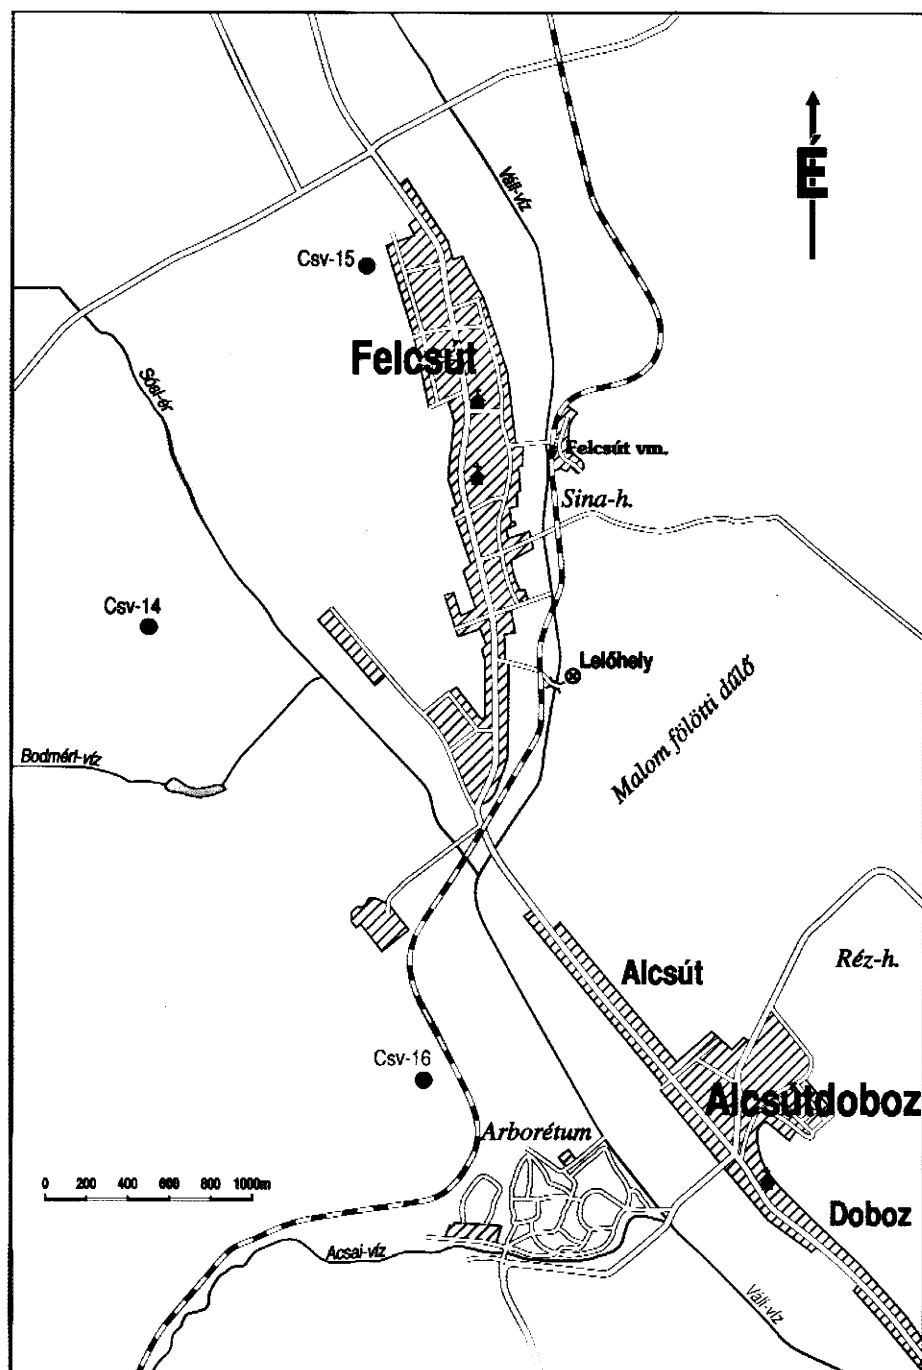 É
Váli-víz
Csv-15
Felcsút
Sósi-ér
Felcsút vm.
Sina-h.
Csv-14
Lelőhely
Malom fölötti dűlő
Bodméri-víz
Alcsút
Réz-h.
Csv-16
Alcsútdoboz
Arborétum
0 200 400 600 800 1000m
Doboz
Acsai-víz
Váli-víz